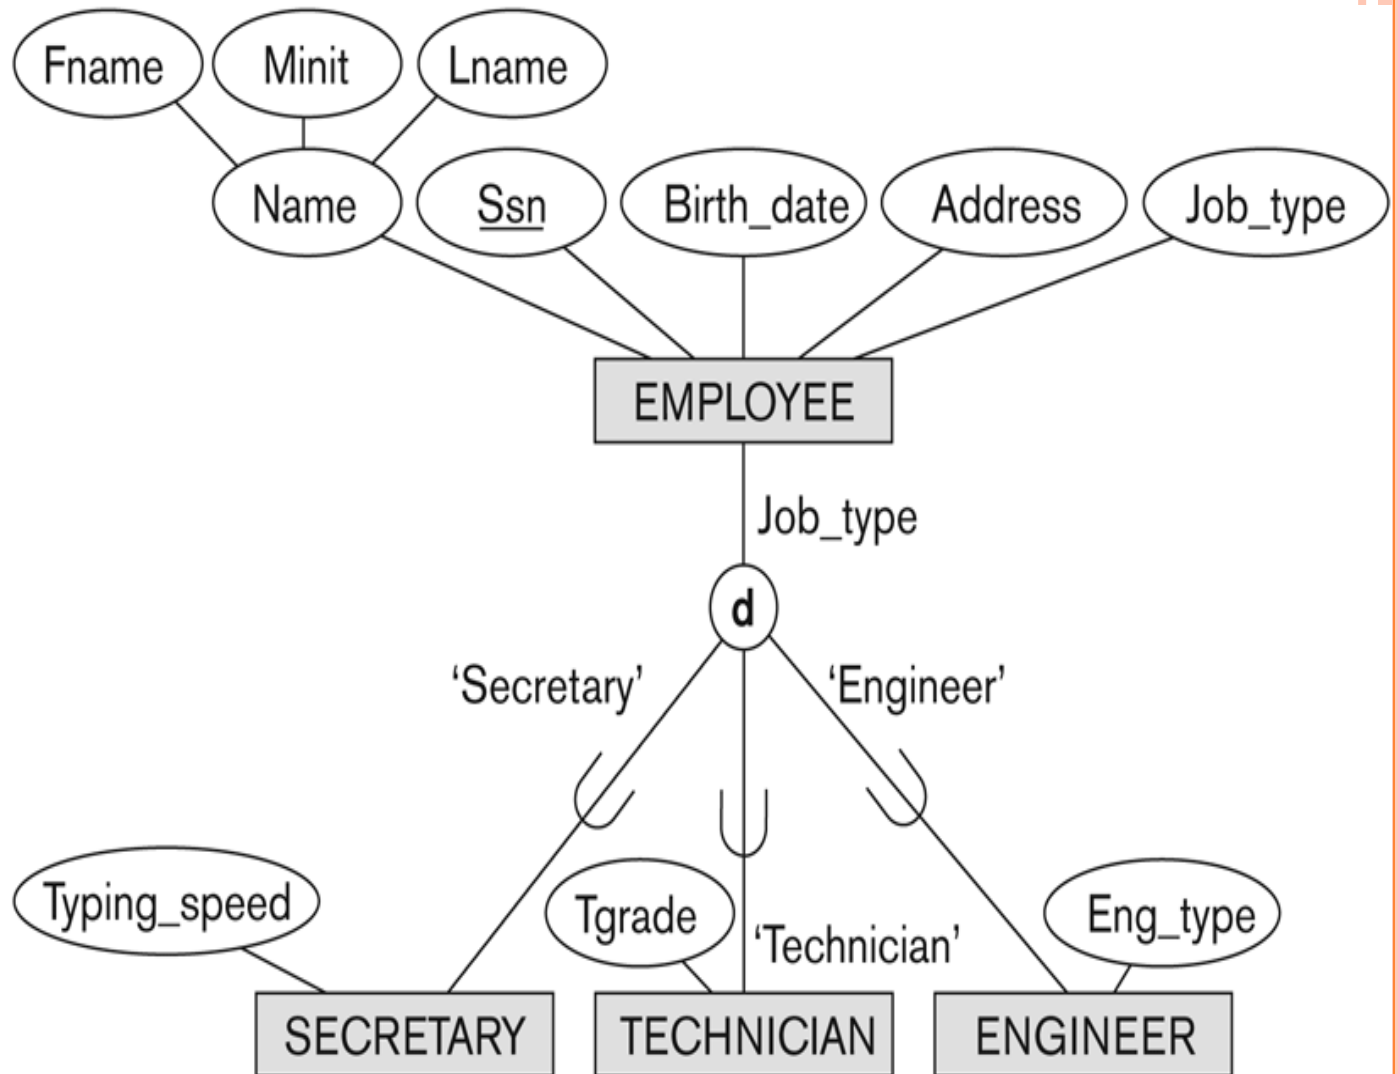 Fname Minit Lname
Name Ssn Birth_date Address Job_type
EMPLOYEE
Job_type
d
‘Secretary’ ‘Engineer’
Typing_speed Tgrade Eng_type
‘Technician’
SECRETARY TECHNICIAN ENGINEER